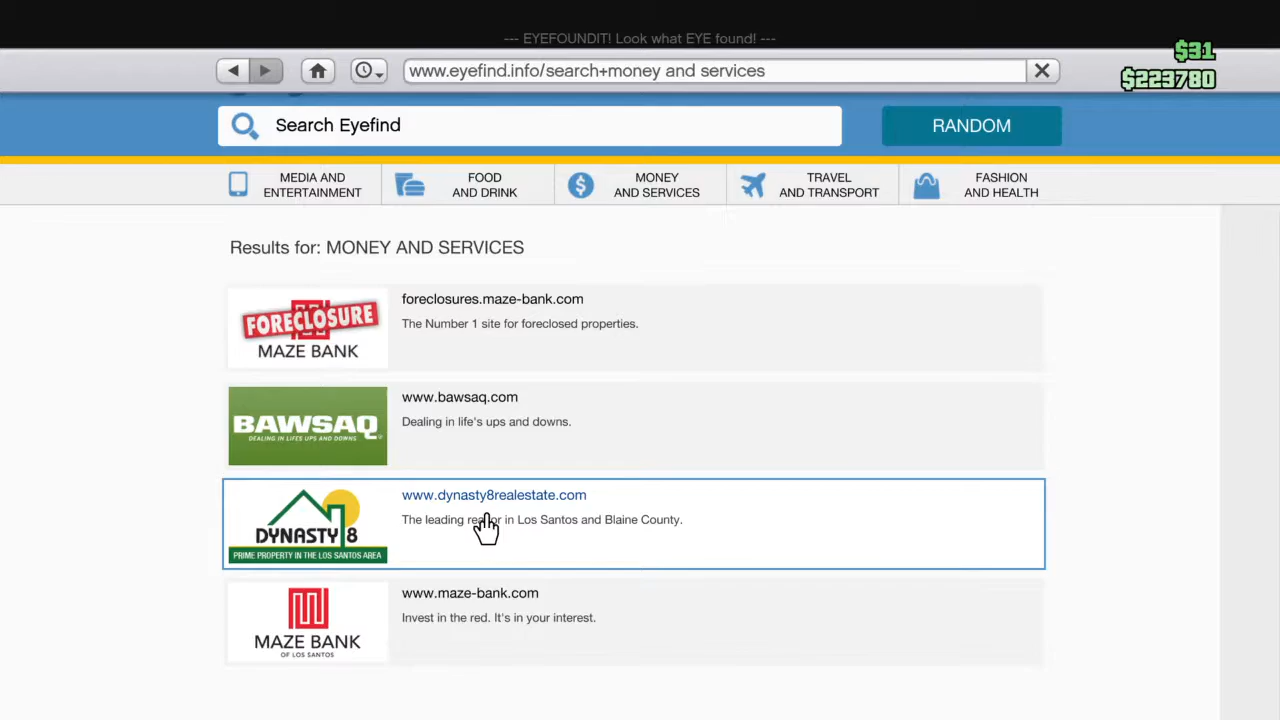 --- EYEFOUNDIT! Look what EYE found! ---
$31
www.eyefind.info/search+money and services
$223780
Search Eyefind
RANDOM
MEDIA AND
ENTERTAINMENT
FOOD
AND DRINK
MONEY
AND SERVICES
TRAVEL
AND TRANSPORT
FASHION
AND HEALTH
Results for: MONEY AND SERVICES
FORECLOSURE
MAZE BANK
foreclosures.maze-bank.com
The Number 1 site for foreclosed properties.
BAWSAQ
DEALING IN LIFE'S UPS AND DOWNS
www.bawsaq.com
Dealing in life's ups and downs.
DYNASTY 8
PRIME PROPERTY IN THE LOS SANTOS AREA
www.dynasty8realestate.com
The leading realtor in Los Santos and Blaine County.
MAZE BANK
OF LOS SANTOS
www.maze-bank.com
Invest in the red. It's in your interest.